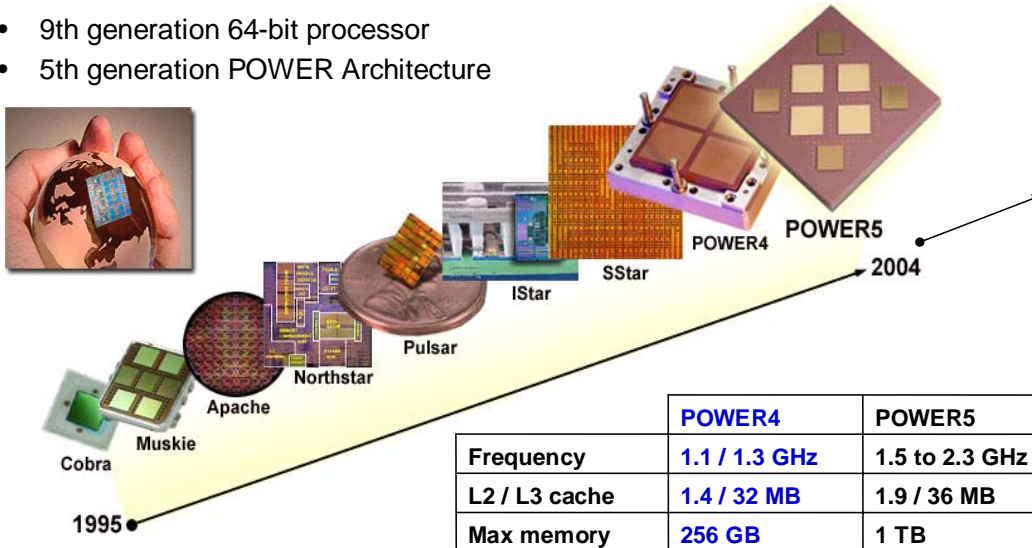 • 9th generation 64-bit processor
• 5th generation POWER Architecture
POWER5
POWER4
2004
SStar
IStar
Pulsar
Northstar
Apache
Muskie
Cobra
1995
POWER4 POWER5
Frequency 1.1 / 1.3 GHz 1.5 to 2.3 GHz
L2 / L3 cache 1.4 / 32 MB 1.9 / 36 MB
Max memory 256 GB 1 TB